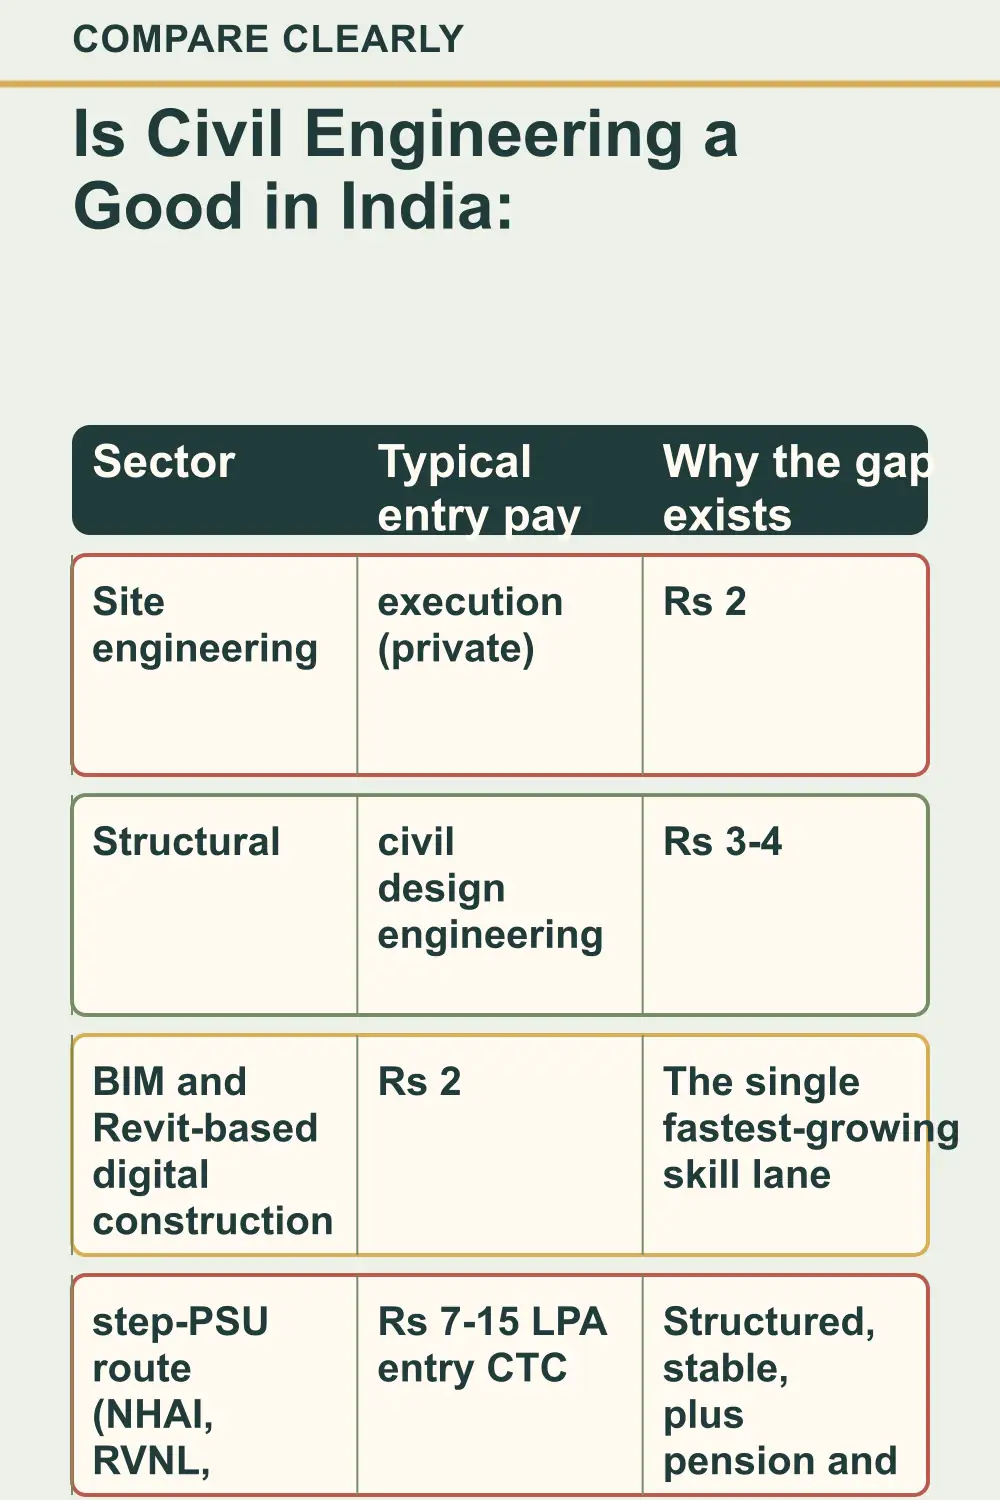 COMPARE CLEARLY
Is Civil Engineering a
Good in India:
Sector
Typical
entry pay
Why the gap
exists
Site
engineering
execution
(private)
Rs 2
Structural
civil
design
engineering
Rs 3-4
BIM and
Revit-based
digital
construction
Rs 2
The single
fastest-growing
skill lane
step-PSU
route
(NHAI,
RVNL,
Rs 7-15 LPA
entry CTC
Structured,
stable,
plus
pension and